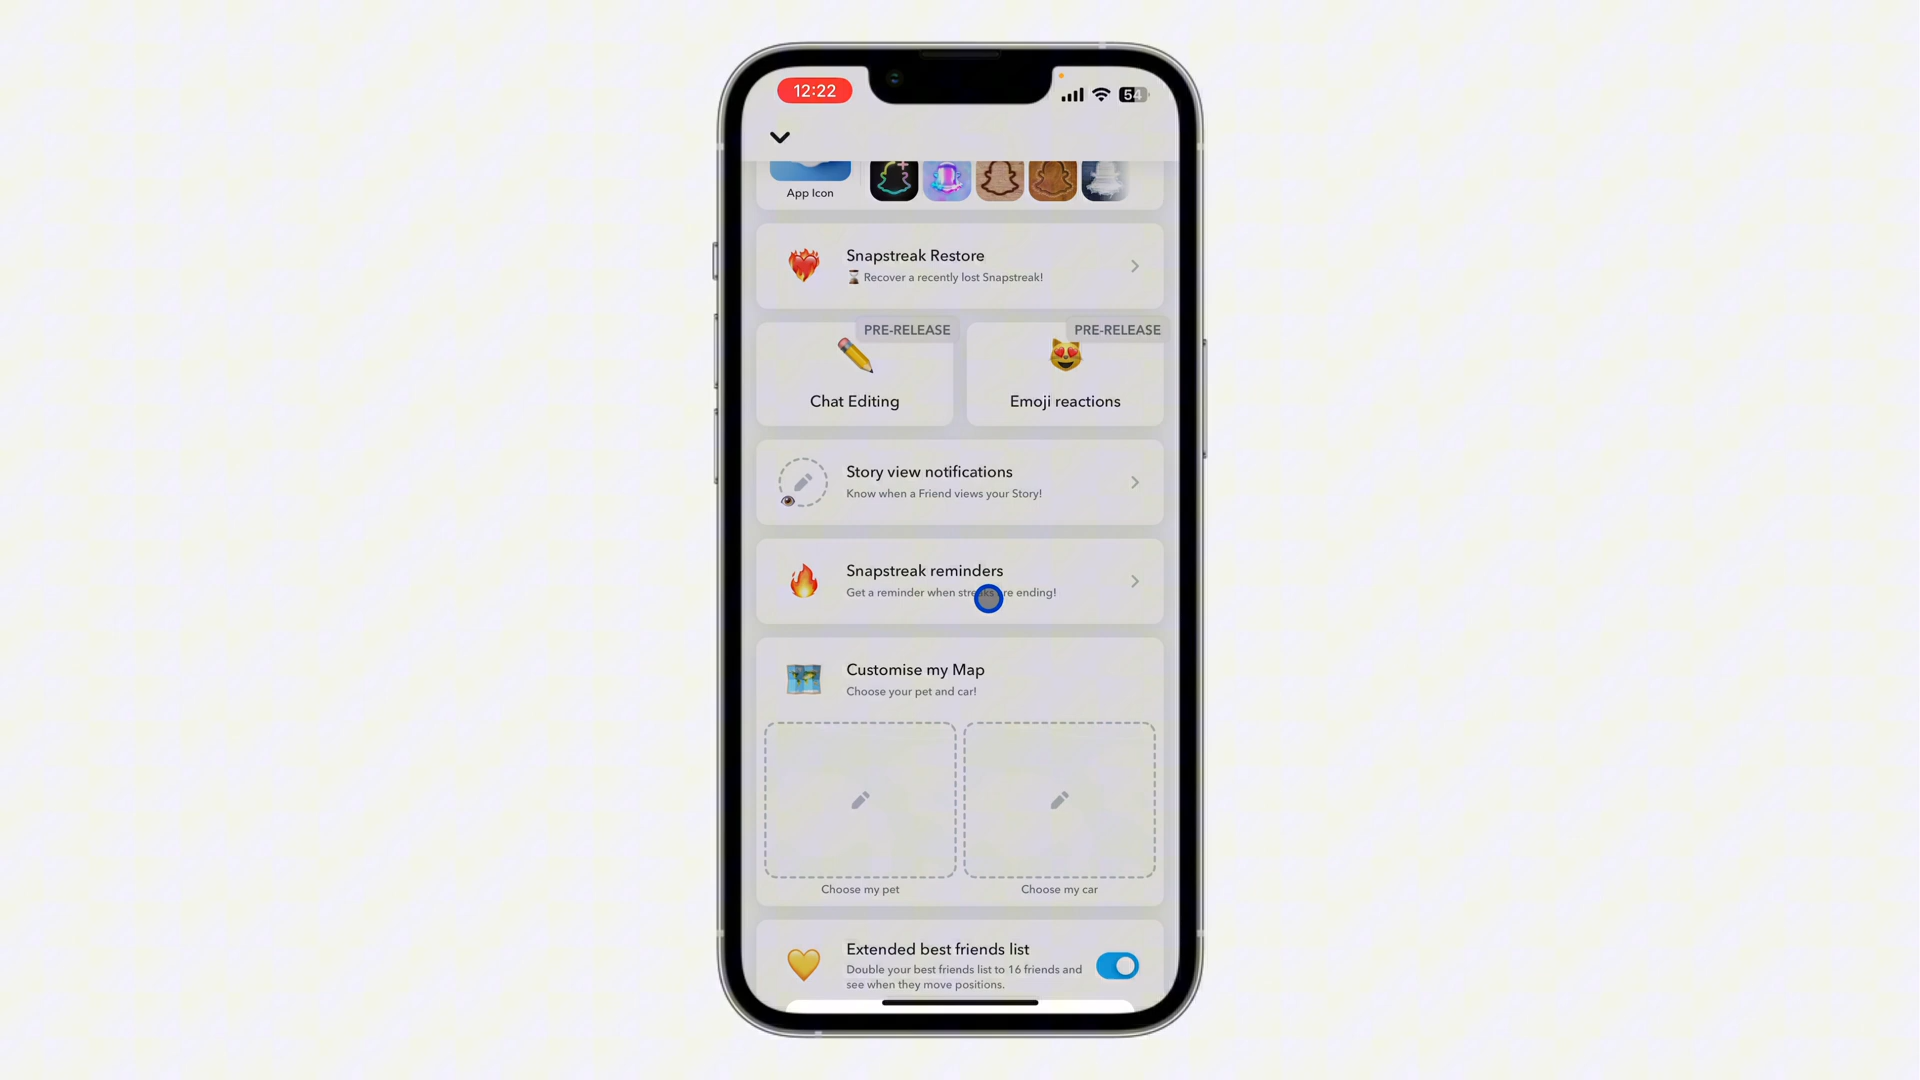 12:22
54
App Icon
Snapstreak Restore
⌛ Recover a recently lost Snapstreak!
PRE-RELEASE
PRE-RELEASE
Chat Editing
Emoji reactions
Story view notifications
Know when a Friend views your Story!
Snapstreak reminders
Get a reminder when streaks are ending!
Customise my Map
Choose your pet and car!
Choose my pet
Choose my car
Extended best friends list
Double your best friends list to 16 friends and
see when they move positions.